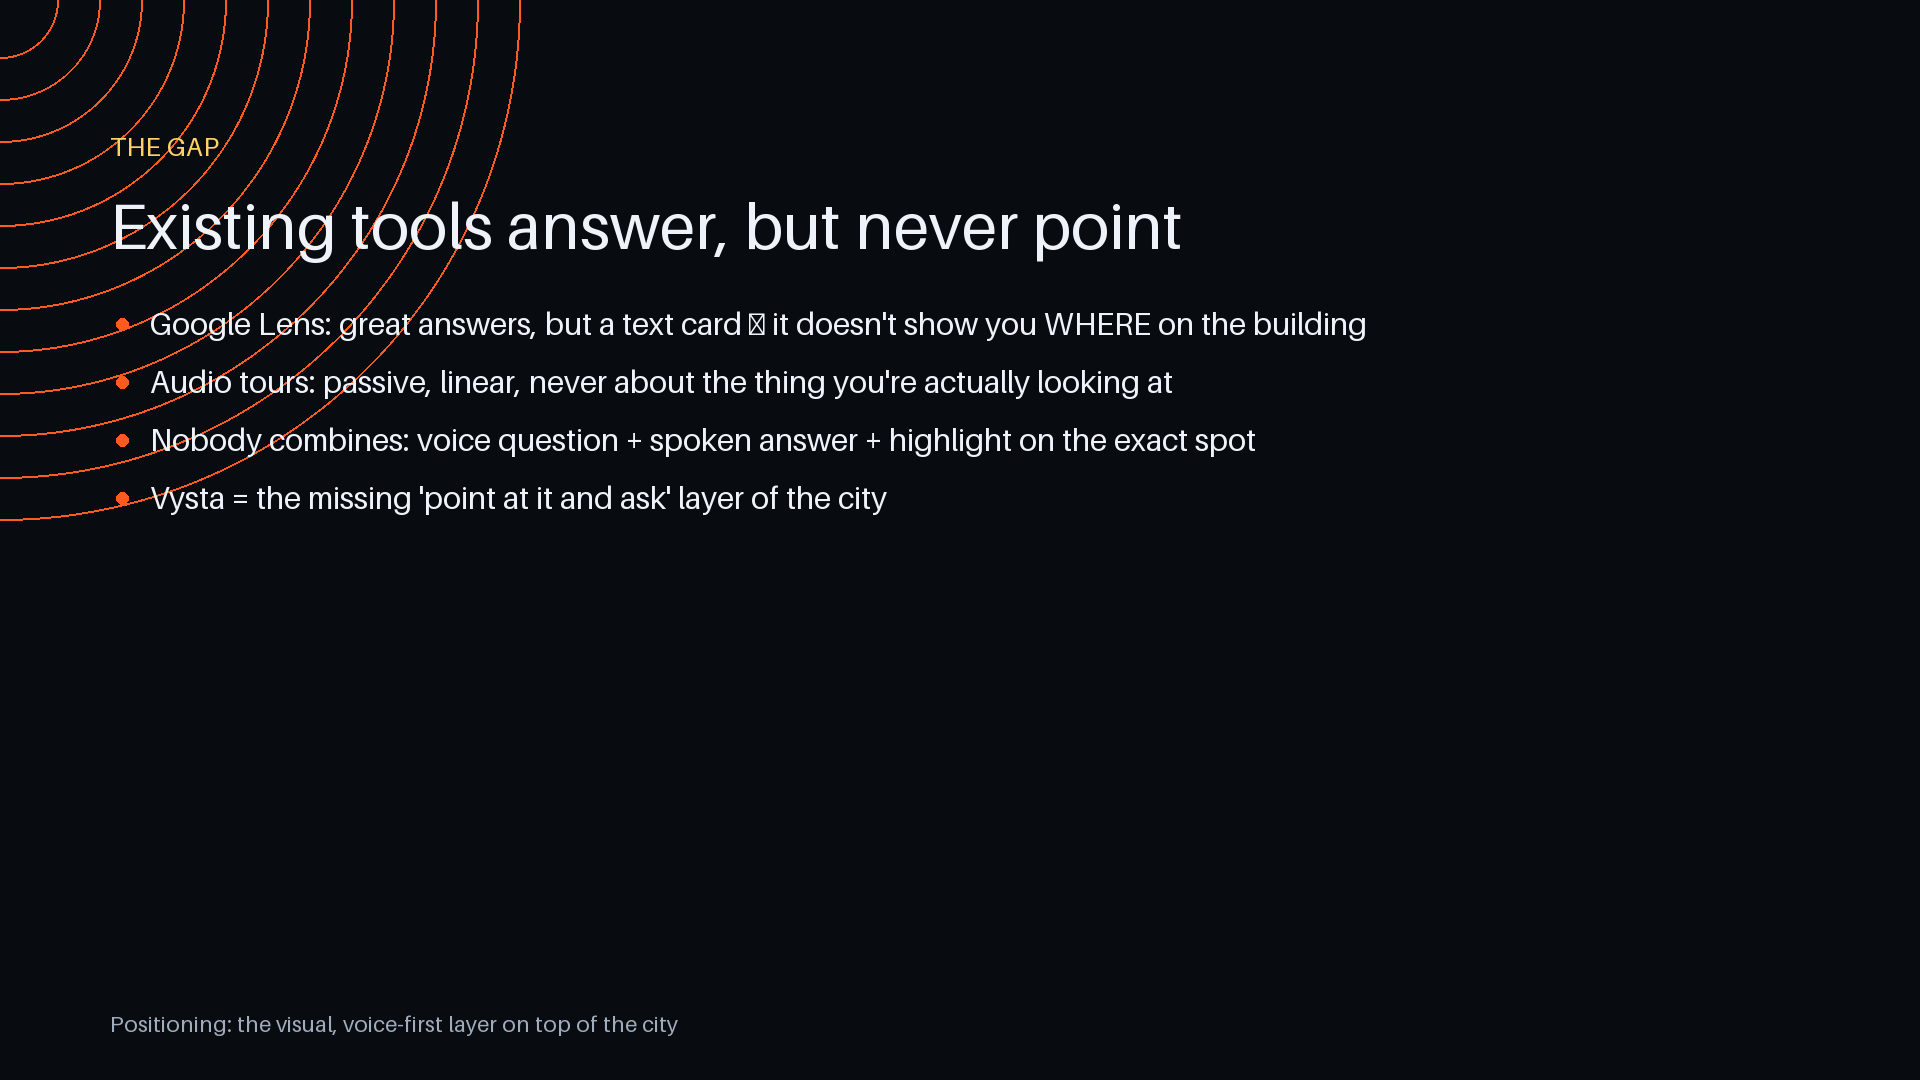 THE GAP
Existing tools answer, but never point
Google Lens: great answers, but a text card it doesn't show you WHERE on the building
Audio tours: passive, linear, never about the thing you're actually looking at
Nobody combines: voice question + spoken answer + highlight on the exact spot
Vysta = the missing 'point at it and ask' layer of the city
Positioning: the visual, voice-first layer on top of the city